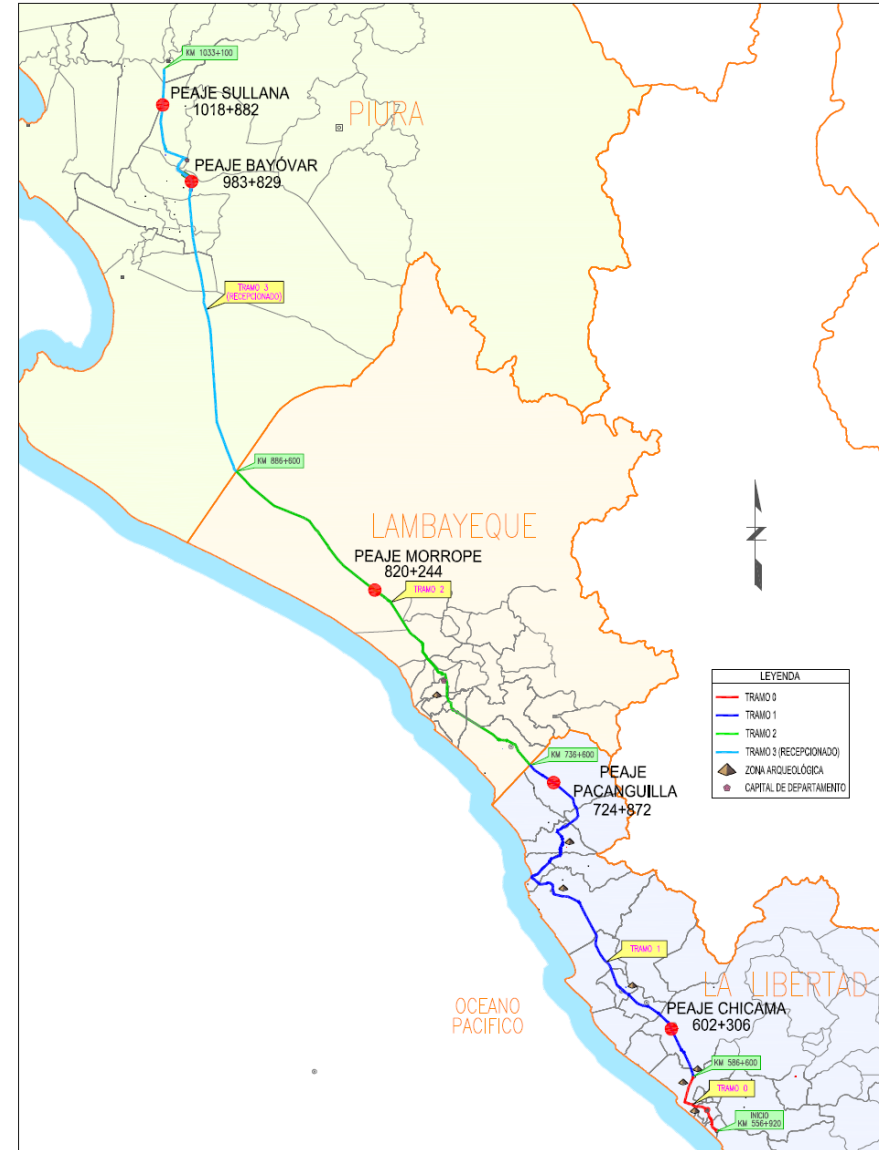 KM 1033+100
PEAJE SULLANA
1018+882
PIURA
PEAJE BAYÓVAR
983+829
TRAMO 3
(RECEPCIONADO)
KM 886+600
LAMBAYEQUE
PEAJE MORROPE
820+244
TRAMO 2
N
LEYENDA
TRAMO 0
TRAMO 1
TRAMO 2
TRAMO 3 (RECEPCIONADO)
ZONA ARQUEOLÓGICA
CAPITAL DE DEPARTAMENTO
KM 736+600
PEAJE
PACANGUILLA
724+872
TRAMO 1
LA LIBERTAD
OCEANO
PACIFICO
PEAJE CHICAMA
602+306
KM 586+600
TRAMO 0
INICIO
KM 556+920